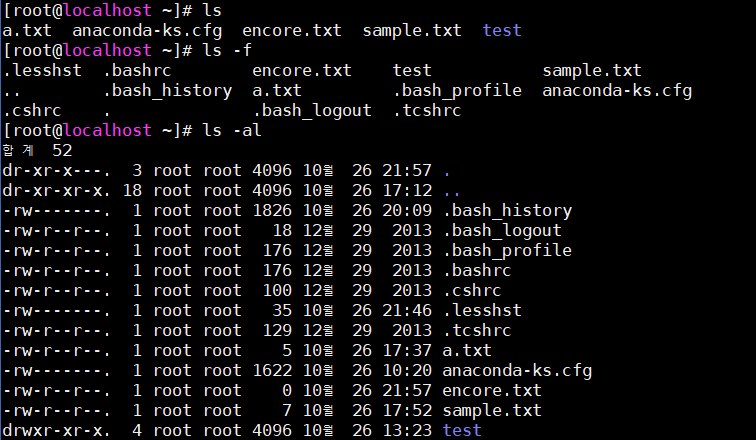 [root@localhost ~]# ls
a.txt  anaconda-ks.cfg  encore.txt  sample.txt  test
[root@localhost ~]# ls -f
.lesshst  .bashrc        encore.txt    test           sample.txt
..        .bash_history  a.txt         .bash_profile  anaconda-ks.cfg
.cshrc    .              .bash_logout  .tcshrc
[root@localhost ~]# ls -al
합계  52
dr-xr-x---.  3 root root 4096 10월  26 21:57 .
dr-xr-xr-x. 18 root root 4096 10월  26 17:12 ..
-rw-------.  1 root root 1826 10월  26 20:09 .bash_history
-rw-r--r--.  1 root root   18 12월  29  2013 .bash_logout
-rw-r--r--.  1 root root  176 12월  29  2013 .bash_profile
-rw-r--r--.  1 root root  176 12월  29  2013 .bashrc
-rw-r--r--.  1 root root  100 12월  29  2013 .cshrc
-rw-------.  1 root root   35 10월  26 21:46 .lesshst
-rw-r--r--.  1 root root  129 12월  29  2013 .tcshrc
-rw-r--r--.  1 root root    5 10월  26 17:37 a.txt
-rw-------.  1 root root 1622 10월  26 10:20 anaconda-ks.cfg
-rw-r--r--.  1 root root    0 10월  26 21:57 encore.txt
-rw-r--r--.  1 root root    7 10월  26 17:52 sample.txt
drwxr-xr-x.  4 root root 4096 10월  26 13:23 test